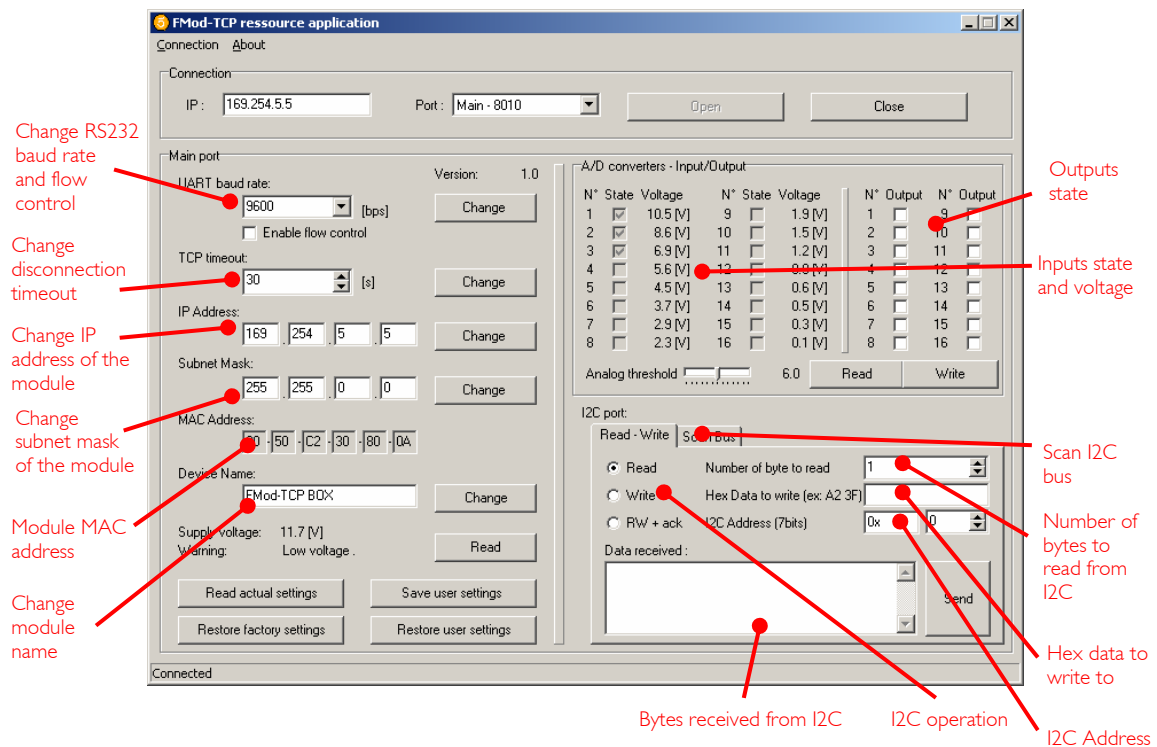 FMod-TCP ressource application
Connection About
Connection
IP : 169.254.5.5 Port : Main - 8010 Open Close
Main port
Version: 1.0
UART baud rate:
9600 [bps] Change
Enable flow control
TCP timeout:
30 [s] Change
IP Address:
169 . 254 . 5 . 5 Change
Subnet Mask:
255 . 255 . 0 . 0 Change
MAC Address:
-50 -C2 -30 -80 -0A
Device Name:
FMod-TCP BOX Change
Supply voltage: 11.7 [V]
Warning: Low voltage . Read
Read actual settings Save user settings
Restore factory settings Restore user settings
Connected
A/D converters - Input/Output
N° State Voltage N° State Voltage N° Output N° Output
1 10.5 [V] 9 1.9 [V] 1 9
2 8.6 [V] 10 1.5 [V] 2 10
3 6.9 [V] 11 1.2 [V] 3 11
4 5.6 [V] 12 [V] 4 12
5 4.5 [V] 13 0.6 [V] 5 13
6 3.7 [V] 14 0.5 [V] 6 14
7 2.9 [V] 15 0.3 [V] 7 15
8 2.3 [V] 16 0.1 [V] 8 16
Analog threshold 6.0 Read Write
I2C port:
Read - Write Scan Bus
Read Number of byte to read 1
Write Hex Data to write (ex: A2 3F)
RW + ack I2C Address (7bits) 0x 0
Data received :
Send
Change RS232
baud rate
and flow
control
Change
disconnection
timeout
Change IP
address of the
module
Change
subnet mask
of the module
Module MAC
address
Change
module
name
Outputs
state
Inputs state
and voltage
Scan I2C
bus
Number of
bytes to
read from
I2C
Hex data to
write to
I2C Address
Bytes received from I2C
I2C operation